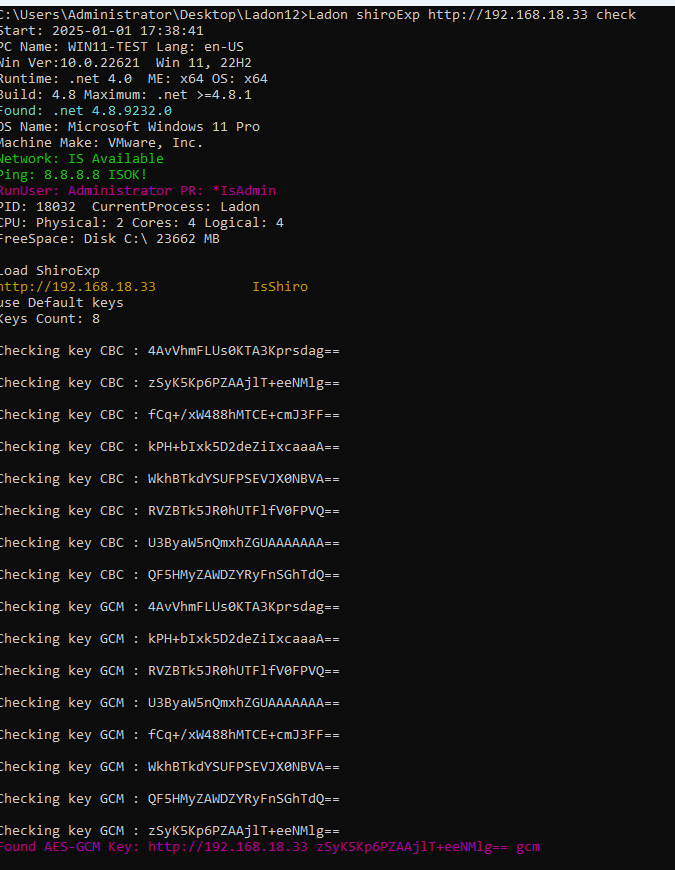 C:\Users\Administrator\Desktop\Ladon12>Ladon shiroExp http://192.168.18.33 check
Start: 2025-01-01 17:38:41
PC Name: WIN11-TEST Lang: en-US
Win Ver:10.0.22621  Win 11, 22H2
Runtime: .net 4.0  ME: x64 OS: x64
Build: 4.8 Maximum: .net >=4.8.1
Found: .net 4.8.9232.0
OS Name: Microsoft Windows 11 Pro
Machine Make: VMware, Inc.
Network: IS Available
Ping: 8.8.8.8 ISOK!
RunUser: Administrator PR: *IsAdmin
PID: 18032  CurrentProcess: Ladon
CPU: Physical: 2 Cores: 4 Logical: 4
FreeSpace: Disk C:\ 23662 MB
Load ShiroExp
http://192.168.18.33            IsShiro
use Default keys
Keys Count: 8
Checking key CBC : 4AvVhmFLUs0KTA3Kprsdag==
Checking key CBC : zSyK5Kp6PZAAjlT+eeNMlg==
Checking key CBC : fCq+/xW488hMTCE+cmJ3FF==
Checking key CBC : kPH+bIxk5D2deZiIxcaaaA==
Checking key CBC : WkhBTkdYSUFPSEVJX0NBVA==
Checking key CBC : RVZBTk5JR0hUTFlfV0FPVQ==
Checking key CBC : U3ByaW5nQmxhZGUAAAAAAA==
Checking key CBC : QF5HMyZAWDZYRyFnSGhTdQ==
Checking key GCM : 4AvVhmFLUs0KTA3Kprsdag==
Checking key GCM : kPH+bIxk5D2deZiIxcaaaA==
Checking key GCM : RVZBTk5JR0hUTFlfV0FPVQ==
Checking key GCM : U3ByaW5nQmxhZGUAAAAAAA==
Checking key GCM : fCq+/xW488hMTCE+cmJ3FF==
Checking key GCM : WkhBTkdYSUFPSEVJX0NBVA==
Checking key GCM : QF5HMyZAWDZYRyFnSGhTdQ==
Checking key GCM : zSyK5Kp6PZAAjlT+eeNMlg==
Found AES-GCM Key: http://192.168.18.33 zSyK5Kp6PZAAjlT+eeNMlg== gcm